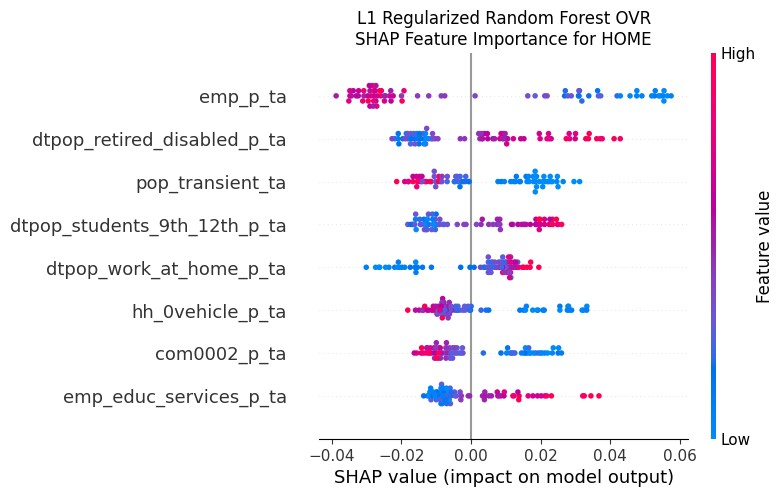 L1 Regularized Random Forest OVR
SHAP Feature Importance for HOME
High
emp_p_ta
dtpop_retired_disabled_p_ta
pop_transient_ta
dtpop_students_9th_12th_p_ta
dtpop_work_at_home_p_ta
hh_0vehicle_p_ta
com0002_p_ta
emp_educ_services_p_ta
Feature value
Low
−0.04 −0.02 0.00 0.02 0.04 0.06
SHAP value (impact on model output)